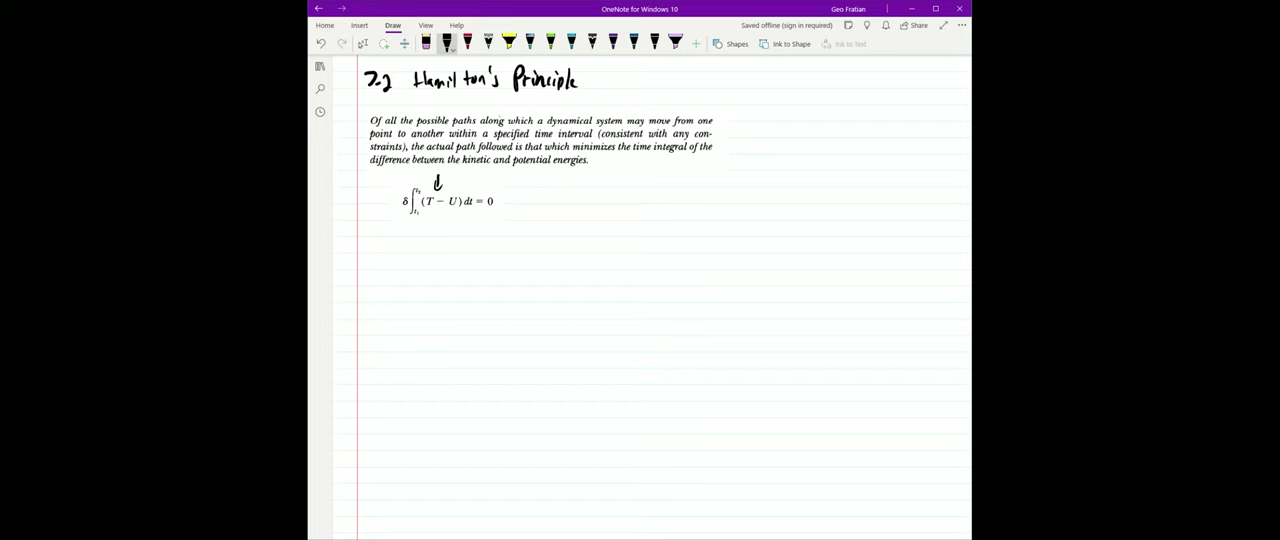 OneNote for Windows 10
Geo Fratian
Home Insert Draw View Help
Saved offline (sign in required)
Share
Shapes
Ink to Shape
Ink to Text
7.2 Hamilton's Principle
Of all the possible paths along which a dynamical system may move from one
point to another within a specified time interval (consistent with any con-
straints), the actual path followed is that which minimizes the time integral of the
difference between the kinetic and potential energies.
δ∫_{t₁}^{t₂} (T − U) dt = 0